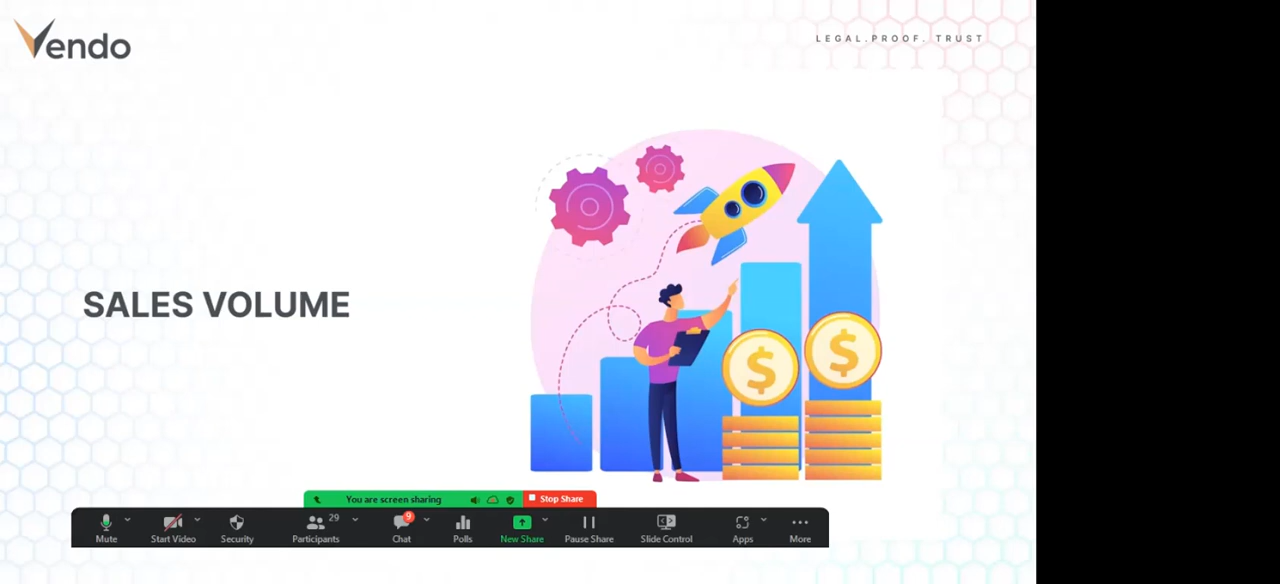 Vendo
LEGAL.PROOF. TRUST
SALES VOLUME
$ $
You are screen sharing
Stop Share
29
9
Mute
Start Video
Security
Participants
Chat
Polls
New Share
Pause Share
Slide Control
Apps
More